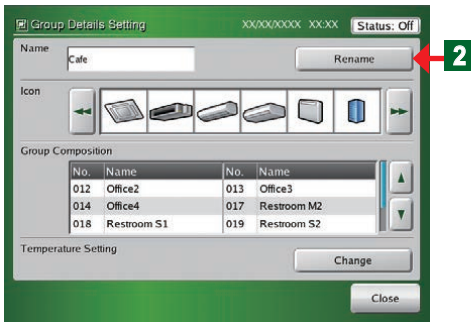 Group Details Setting XX/XX/XXXX XX:XX Status: Off
Name Cafe Rename 2
Icon
Group Composition
No. Name No. Name
012 Office2 013 Office3
014 Office4 017 Restroom M2
018 Restroom S1 019 Restroom S2
Temperature Setting Change
Close